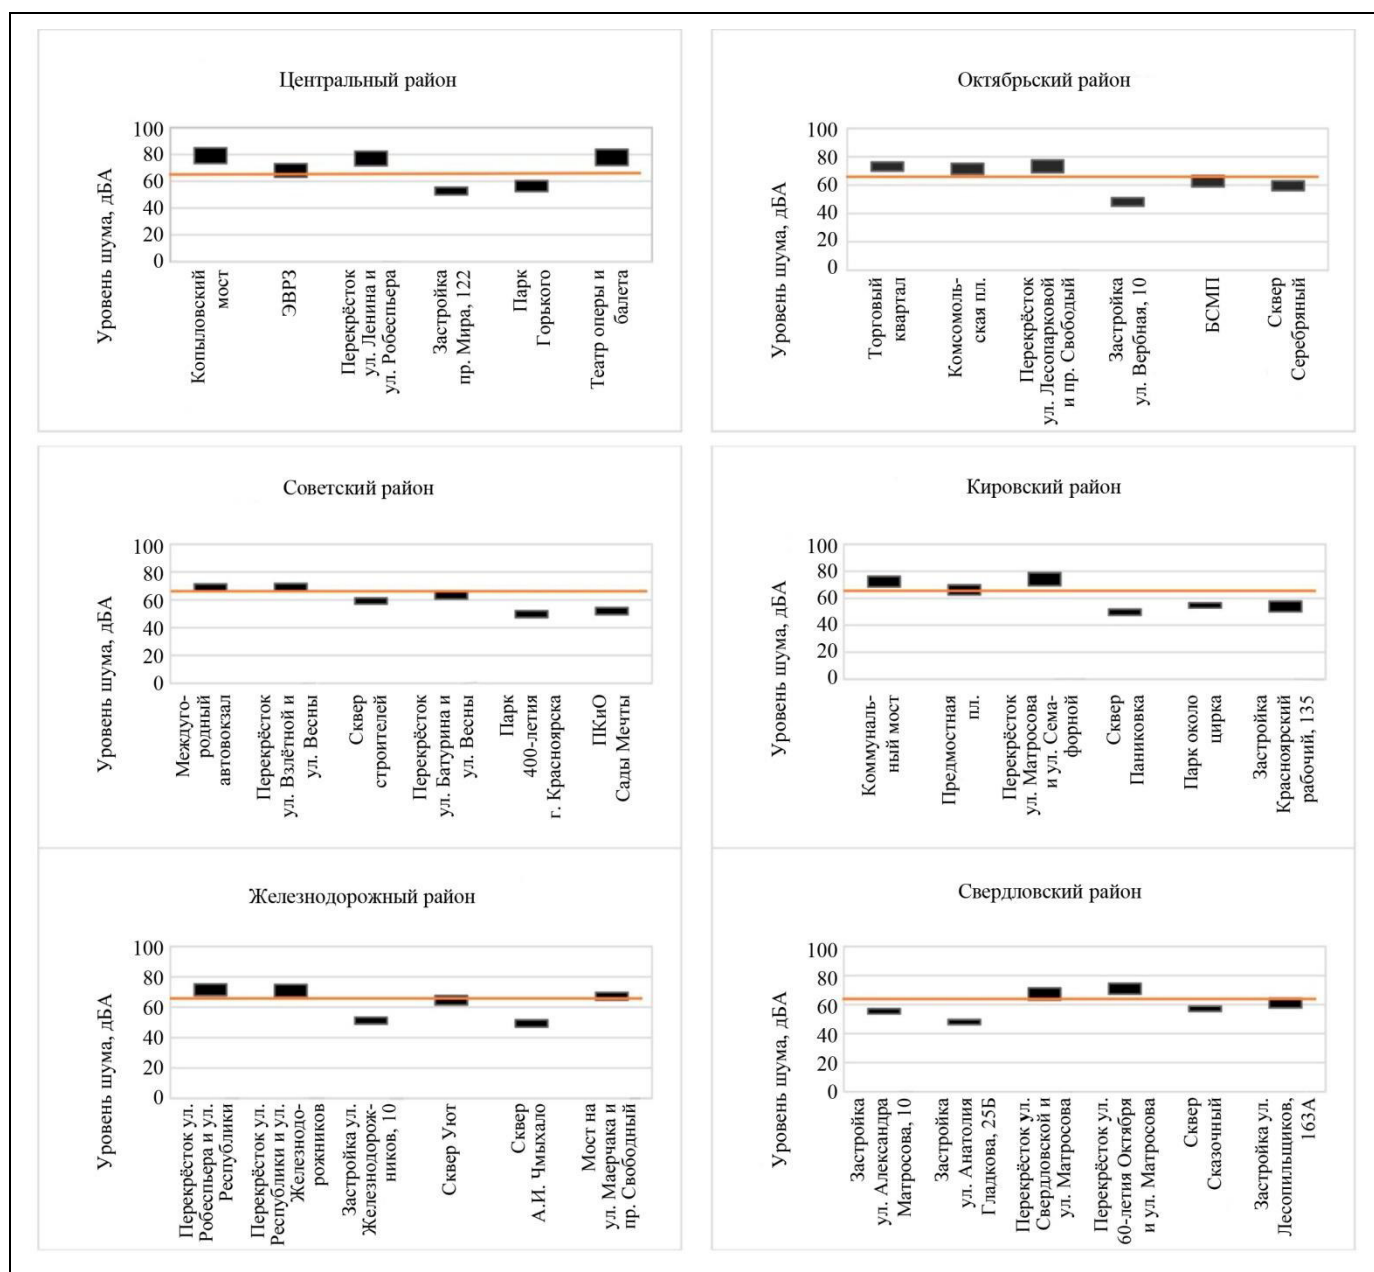 Центральный район
Уровень шума, дБА
100
80
60
40
20
0
Копыловский
мост
ЭВРЗ
Перекрёсток
ул. Ленина и
ул. Робеспьера
Застройка
пр. Мира, 122
Парк
Горького
Театр оперы и
балета
Октябрьский район
Уровень шума, дБА
100
80
60
40
20
0
Торговый
квартал
Комсомоль-
ская пл.
Перекрёсток
ул. Лесопарковой
и пр. Свободый
Застройка
ул. Вербная, 10
БСМП
Сквер
Серебряный
Советский район
Уровень шума, дБА
100
80
60
40
20
0
Междуго-
родный
автовокзал
Перекрёсток
ул. Взлётной и
ул. Весны
Сквер
строителей
Перекрёсток
ул. Батурина и
ул. Весны
Парк
400-летия
г. Красноярска
ПКиО
Сады Мечты
Кировский район
Уровень шума, дБА
100
80
60
40
20
0
Коммуналь-
ный мост
Предмостная
пл.
Перекрёсток
ул. Матросова
и ул. Сема-
форной
Сквер
Паниковка
Парк около
цирка
Застройка
Красноярский
рабочий, 135
Железнодорожный район
Уровень шума, дБА
100
80
60
40
20
0
Перекрёсток ул.
Робеспьера и ул.
Республики
Перекрёсток ул.
Республики и ул.
Железнодо-
рожников
Застройка ул.
Железнодорож-
ников, 10
Сквер Уют
Сквер
А.И. Чмыхало
Мост на
ул. Маерчака и
пр. Свободный
Свердловский район
Уровень шума, дБА
100
80
60
40
20
0
Застройка
ул. Александра
Матросова, 10
Застройка
ул. Анатолия
Гладкова, 25Б
Перекрёсток ул.
Свердловской и
ул. Матросова
Перекрёсток ул.
60-летия Октября
и ул. Матросова
Сквер
Сказочный
Застройка ул.
Лесопильщиков,
163А